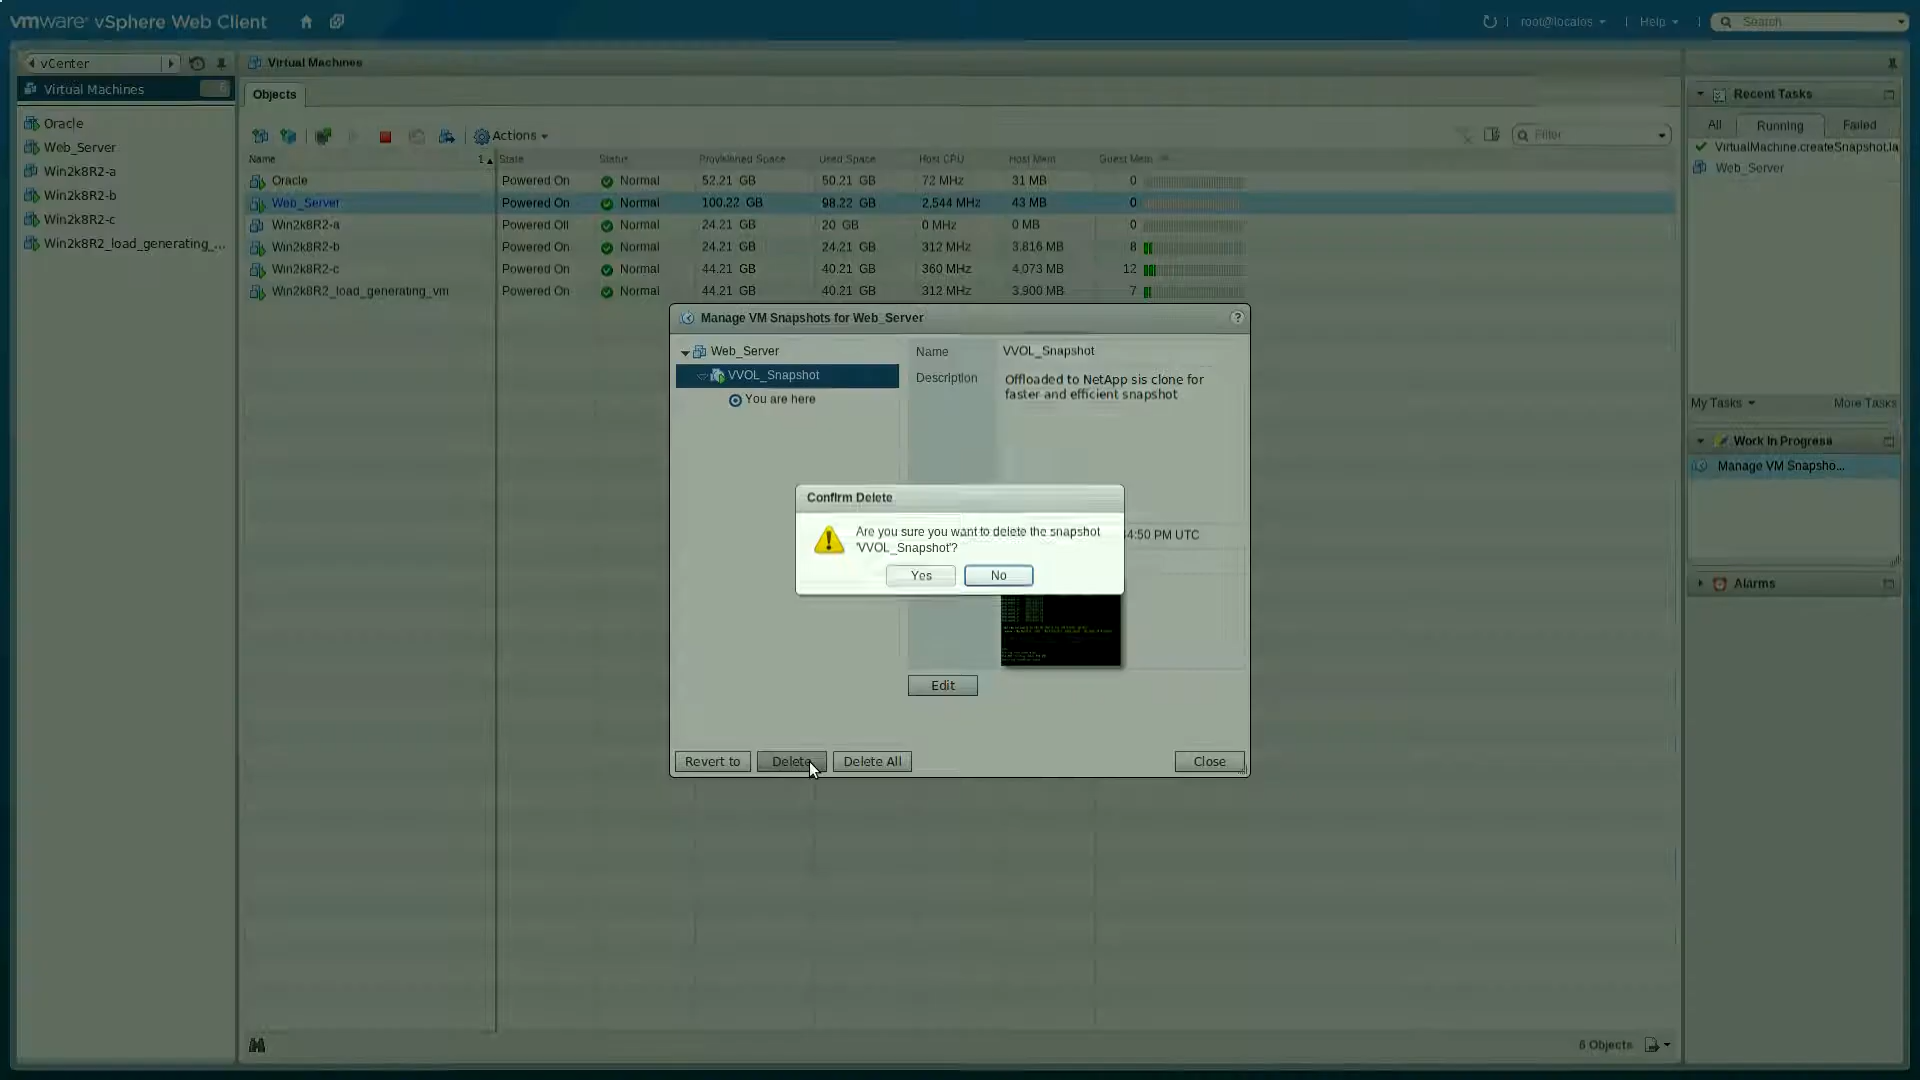 vmware vSphere Web Client
root@localos
Help
Search
vCenter
Virtual Machines
Oracle
Web_Server
Win2k8R2-a
Win2k8R2-b
Win2k8R2-c
Win2k8R2_load_generating_...
Virtual Machines
Objects
Actions
Filter
Name 1 State Status Provisioned Space Used Space Host CPU Host Mem Guest Mem
Oracle Powered On Normal 52.21 GB 50.21 GB 72 MHz 31 MB 0
Web_Server Powered On Normal 100.22 GB 98.22 GB 2,544 MHz 43 MB 0
Win2k8R2-a Powered Off Normal 24.21 GB 20 GB 0 MHz 0 MB 0
Win2k8R2-b Powered On Normal 24.21 GB 24.21 GB 312 MHz 3.816 MB 8
Win2k8R2-c Powered On Normal 44.21 GB 40.21 GB 360 MHz 4,073 MB 12
Win2k8R2_load_generating_vm Powered On Normal 44.21 GB 40.21 GB 312 MHz 3.900 MB 7
Manage VM Snapshots for Web_Server
?
Web_Server
VVOL_Snapshot
You are here
Name VVOL_Snapshot
Description Offloaded to NetApp sis clone for
faster and efficient snapshot
4:50 PM UTC
Confirm Delete
Are you sure you want to delete the snapshot
'VVOL_Snapshot'?
Yes
No
Edit
Revert to
Delete
Delete All
Close
6 Objects
Recent Tasks
All
Running
Failed
VirtualMachine.createSnapshot.la
Web_Server
My Tasks
More Tasks
Work In Progress
Manage VM Snapsho...
Alarms